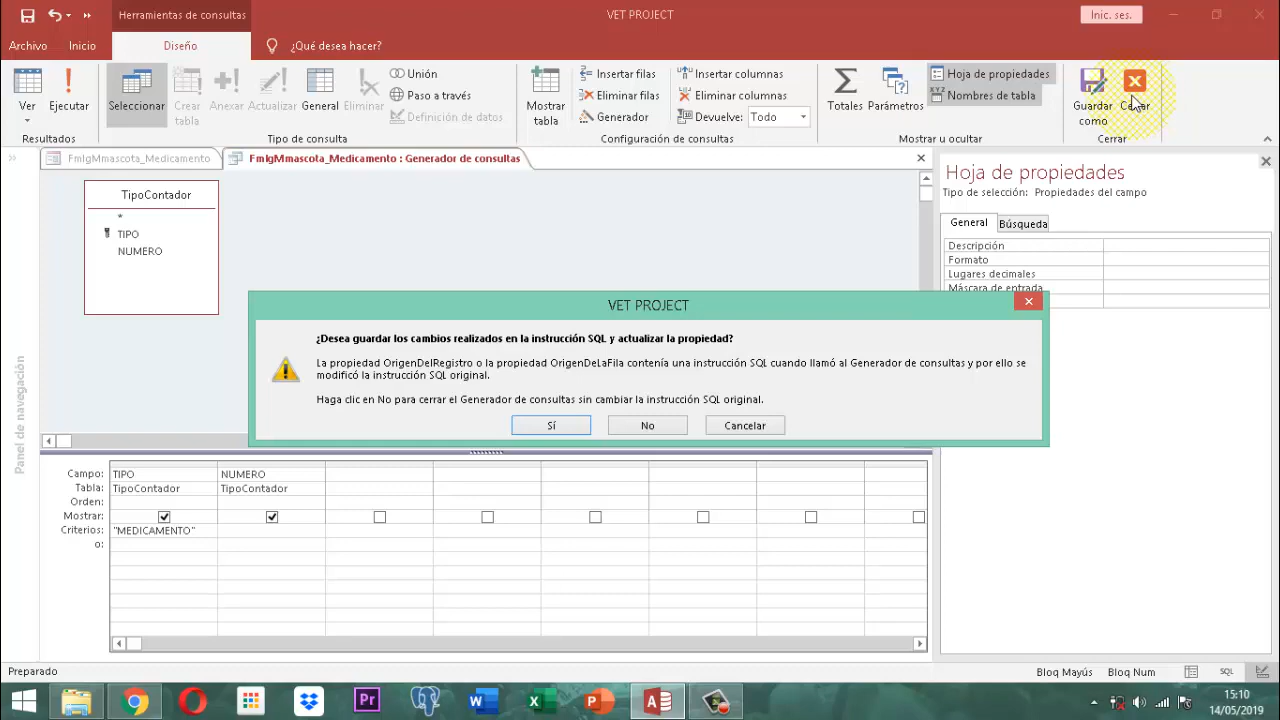 Herramientas de consultas
VET PROJECT
Inic. ses.
Archivo
Inicio
Diseño
¿Qué desea hacer?
Ver
Ejecutar
Resultados
Seleccionar
Crear tabla
Anexar
Actualizar
General
Eliminar
Unión
Paso a través
Definición de datos
Tipo de consulta
Mostrar tabla
Insertar filas
Eliminar filas
Generador
Insertar columnas
Eliminar columnas
Devuelve: Todo
Configuración de consultas
Totales
Parámetros
Hoja de propiedades
XYZ Nombres de tabla
Mostrar u ocultar
Guardar como
Cerrar
Cerrar
FmIgMmascota_Medicamento
FmIgMmascota_Medicamento : Generador de consultas
Panel de navegación
TipoContador
*
TIPO
NUMERO
Hoja de propiedades
Tipo de selección: Propiedades del campo
General
Búsqueda
Descripción
Formato
Lugares decimales
Máscara de entrada
VET PROJECT
¿Desea guardar los cambios realizados en la instrucción SQL y actualizar la propiedad?
La propiedad OrigenDelRegistro o la propiedad OrigenDeLaFila contenía una instrucción SQL cuando llamó al Generador de consultas y por ello se
modificó la instrucción SQL original.
Haga clic en No para cerrar el Generador de consultas sin cambiar la instrucción SQL original.
Sí
No
Cancelar
Campo: TIPO NUMERO
Tabla: TipoContador TipoContador
Orden:
Mostrar:
Criterios: "MEDICAMENTO"
o:
Preparado
Bloq Mayús
Bloq Num
SQL
15:10
14/05/2019